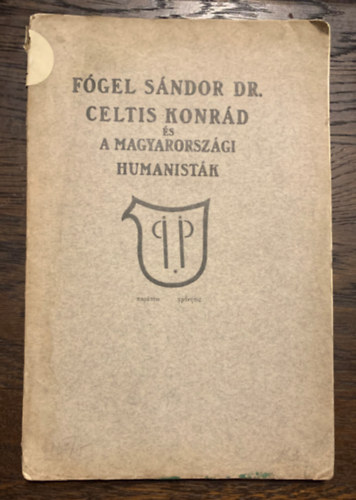 FÓGEL SÁNDOR DR.
CELTIS KONRÁD
ÉS
A MAGYARORSZÁGI
HUMANISTÁK